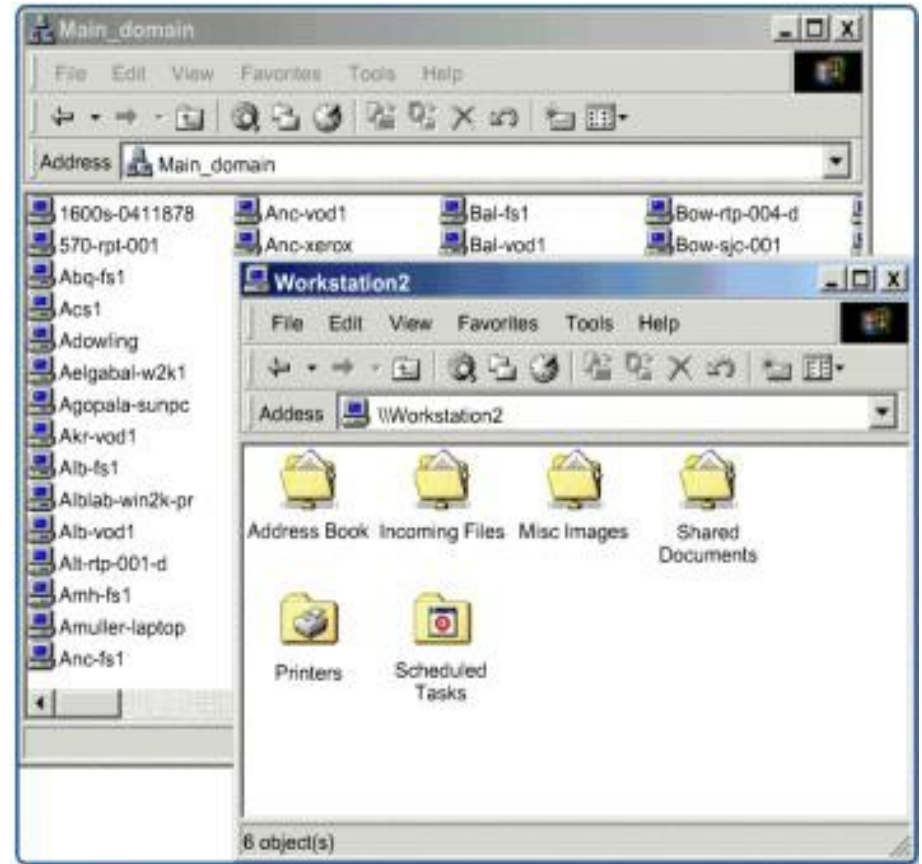 Main_domain
File Edit View Favorites Tools Help
Address Main_domain
1600s-0411878 Anc-vod1 Bal-fs1 Bow-rtp-004-d
570-rpt-001 Anc-xerox Bal-vod1 Bow-sjc-001
Abq-fs1
Acs1
Adowling
Aelgabal-w2k1
Agopala-sunpc
Akr-vod1
Alb-fs1
Alblab-win2k-pr
Alb-vod1
Alt-rtp-001-d
Amh-fs1
Amuller-laptop
Anc-fs1
Workstation2
File Edit View Favorites Tools Help
Addess \\Workstation2
Address Book Incoming Files Misc Images Shared
Documents
Printers Scheduled
Tasks
6 object(s)